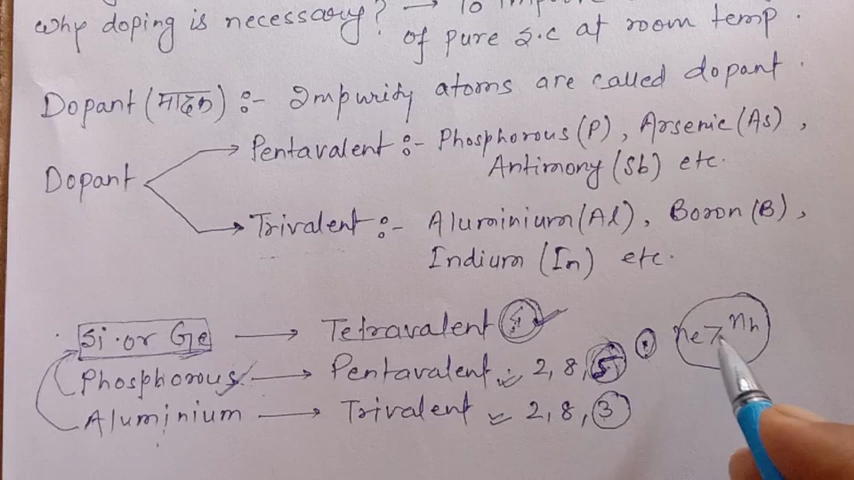 why doping is necessary? → To
of pure s.c at room temp.
Dopant (मादक) :- Impurity atoms are called dopant.
Pentavalent :- Phosphorous (P), Arsenic (As),
Antimony (Sb) etc.
Dopant
Trivalent :- Aluminium (Al), Boron (B),
Indium (In) etc.
Si or Ge → Tetravalent 4
Phosphorous → Pentavalent 2, 8, 5 ne > nh
Aluminium → Trivalent 2, 8, 3